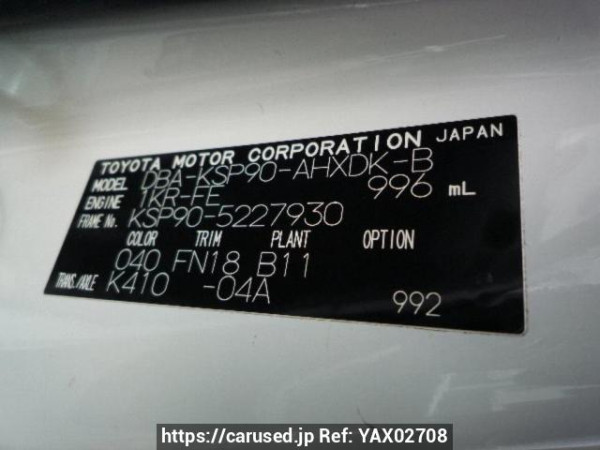 TOYOTA MOTOR CORPORATION JAPAN
MODEL DBA-KSP90-AHXDK-B
ENGINE 1KR-FE 996 mL
FRAME No. KSP90-5227930
COLOR TRIM PLANT OPTION
040 FN18 B11
TRANS./AXLE K410 -04A 992
https://carused.jp Ref: YAX02708